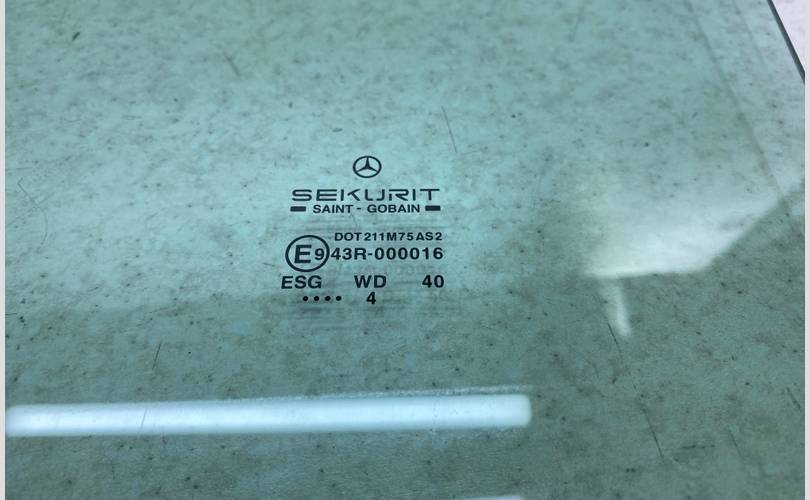 SEKURIT
SAINT - GOBAIN
DOT211M75AS2
E9 43R-000016
ESG WD 40
•••• 4